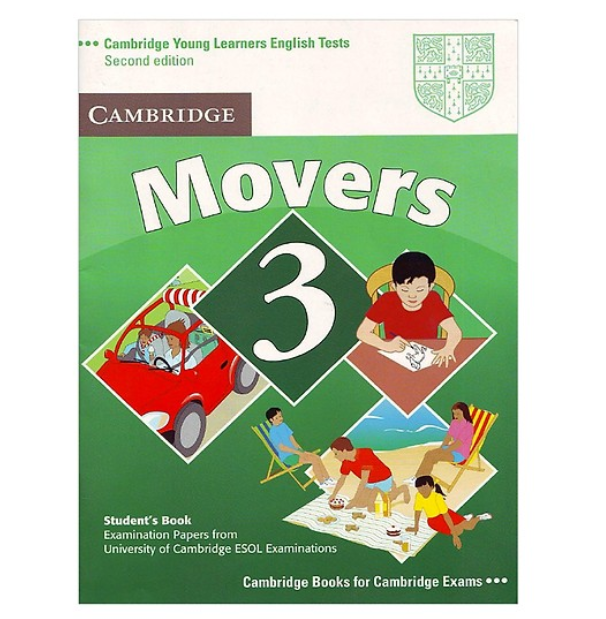 ••• Cambridge Young Learners English Tests
Second edition
CAMBRIDGE
Movers
3
Student's Book
Examination Papers from
University of Cambridge ESOL Examinations
Cambridge Books for Cambridge Exams •••